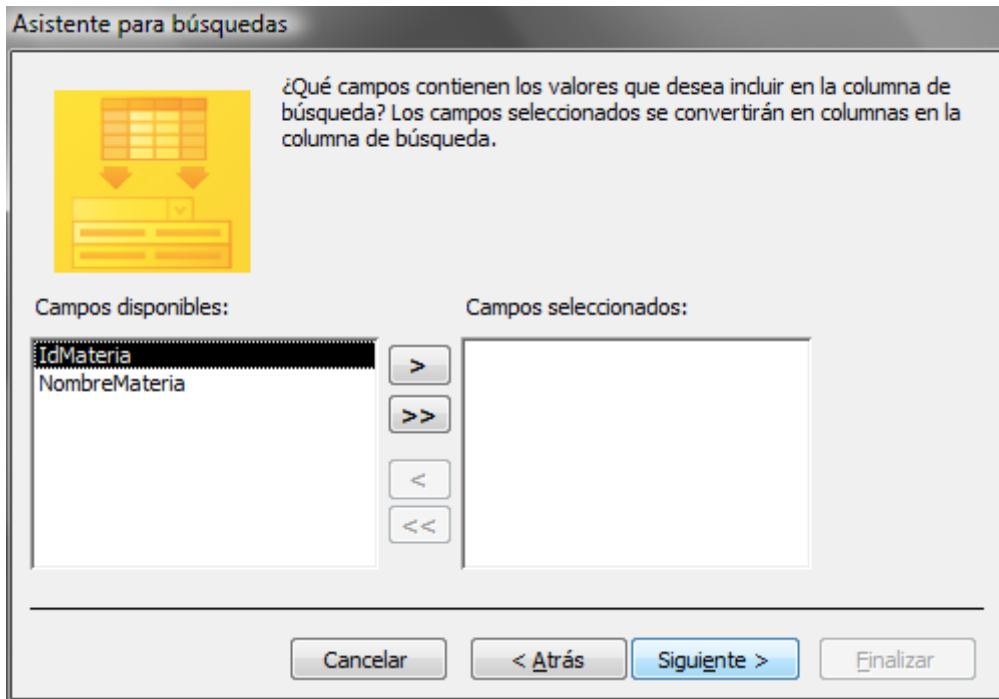 Asistente para búsquedas
¿Qué campos contienen los valores que desea incluir en la columna de
búsqueda? Los campos seleccionados se convertirán en columnas en la
columna de búsqueda.
Campos disponibles:
Campos seleccionados:
IdMateria
NombreMateria
>
>>
<
<<
Cancelar
< Atrás
Siguiente >
Finalizar